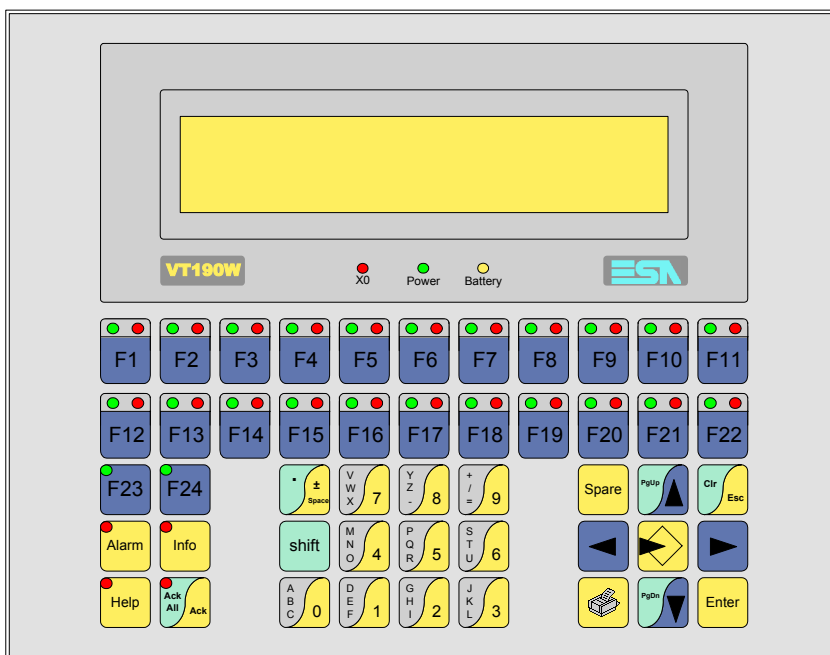 VT190W
X0 Power Battery
ESA
F1 F2 F3 F4 F5 F6 F7 F8 F9 F10 F11
F12 F13 F14 F15 F16 F17 F18 F19 F20 F21 F22
F23 F24
. ± Space
V W X 7
Y Z - 8
+ / = 9
Spare
PgUp
Clr Esc
Alarm Info
shift
M N O 4
P Q R 5
S T U 6
Help
Ack All Ack
A B C 0
D E F 1
G H I 2
J K L 3
PgDn
Enter